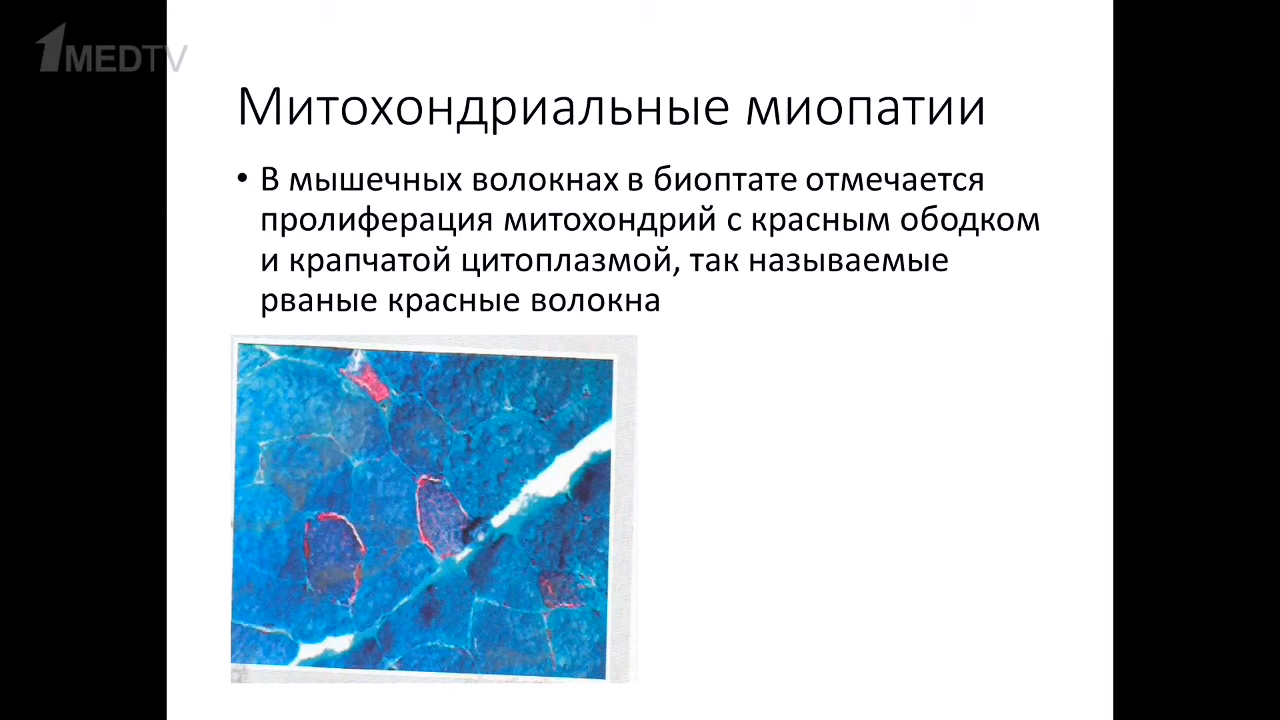 1MEDTV
Митохондриальные миопатии
• В мышечных волокнах в биоптате отмечается
пролиферация митохондрий с красным ободком
и крапчатой цитоплазмой, так называемые
рваные красные волокна